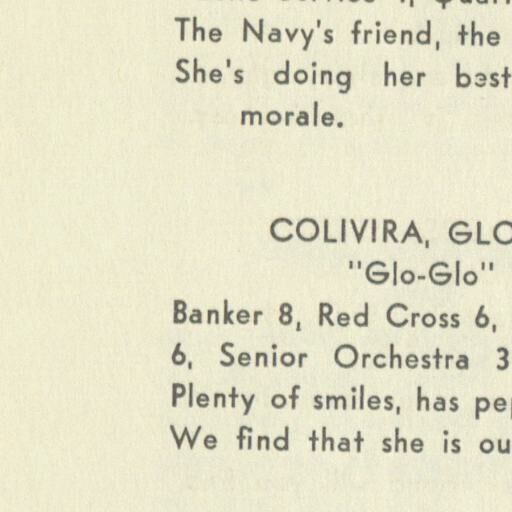 The Navy's friend, the
She's doing her best
morale.
COLIVIRA, GLO
"Glo-Glo"
Banker 8, Red Cross 6,
6, Senior Orchestra 3
Plenty of smiles, has pep
We find that she is ou